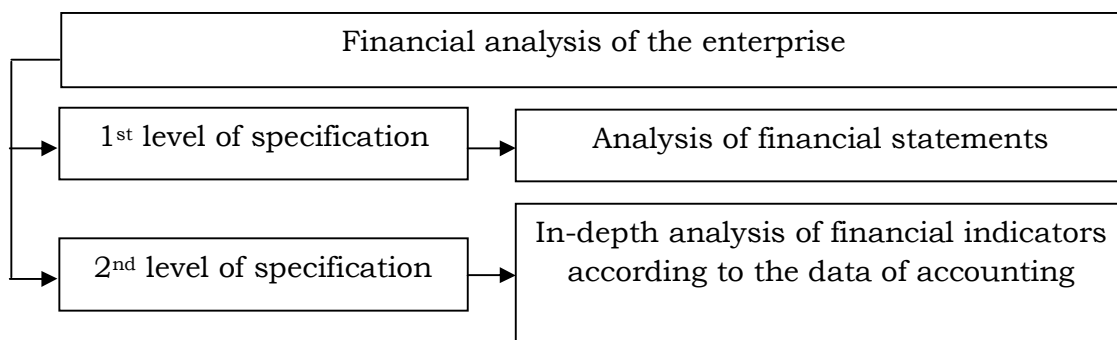 Financial analysis of the enterprise
1st level of specification
Analysis of financial statements
2nd level of specification
In-depth analysis of financial indicators
according to the data of accounting